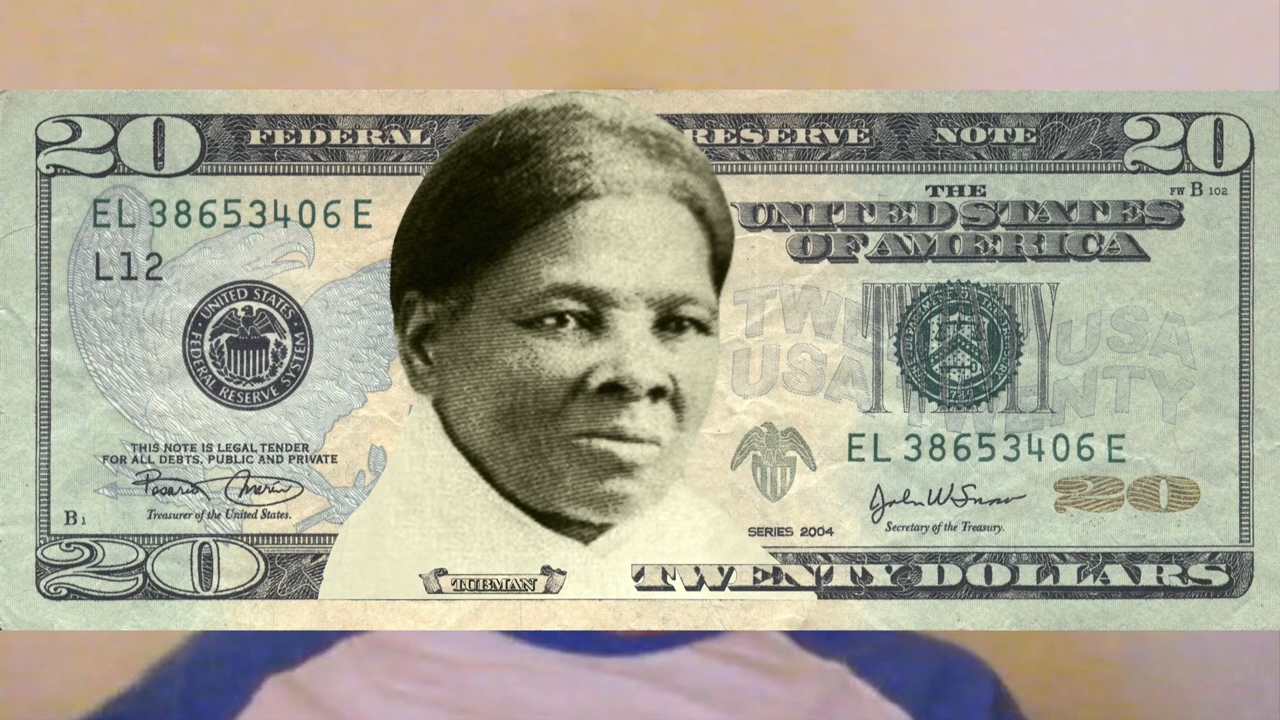 20 FEDERAL RESERVE NOTE 20
THE
UNITED STATES
OF AMERICA
FW B 102
EL 38653406 E
L12
UNITED STATES
FEDERAL RESERVE SYSTEM
TWENTY
USA
USA
TWENTY
THIS NOTE IS LEGAL TENDER
FOR ALL DEBTS, PUBLIC AND PRIVATE
Treasurer of the United States.
B1
EL 38653406 E
20
SERIES 2004
Secretary of the Treasury.
20
TUBMAN
TWENTY DOLLARS